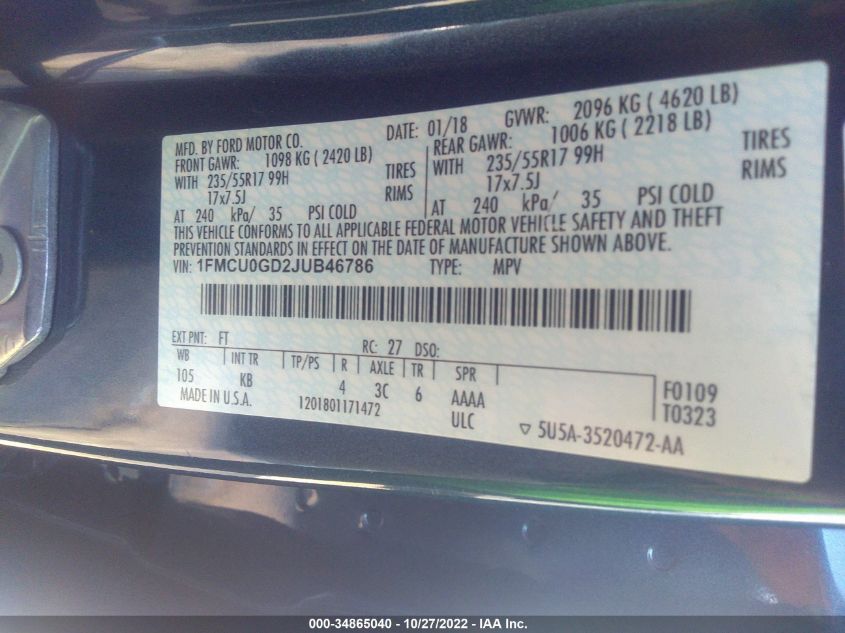 MFD. BY FORD MOTOR CO. DATE: 01/18 GVWR: 2096 KG ( 4620 LB)
FRONT GAWR: 1098 KG ( 2420 LB) REAR GAWR: 1006 KG ( 2218 LB)
WITH 235/55R17 99H TIRES WITH 235/55R17 99H TIRES
17x7.5J RIMS 17x7.5J RIMS
AT 240 kPa/ 35 PSI COLD AT 240 kPa/ 35 PSI COLD
THIS VEHICLE CONFORMS TO ALL APPLICABLE FEDERAL MOTOR VEHICLE SAFETY AND THEFT
PREVENTION STANDARDS IN EFFECT ON THE DATE OF MANUFACTURE SHOWN ABOVE.
VIN: 1FMCU0GD2JUB46786 TYPE: MPV
EXT PNT: FT RC: 27 DSO:
WB INT TR TP/PS R AXLE TR SPR
105 KB 4 3C 6 AAAA F0109
MADE IN U.S.A. 1201801171472 ULC T0323
▽ 5U5A-3520472-AA
000-34865040 - 10/27/2022 - IAA Inc.